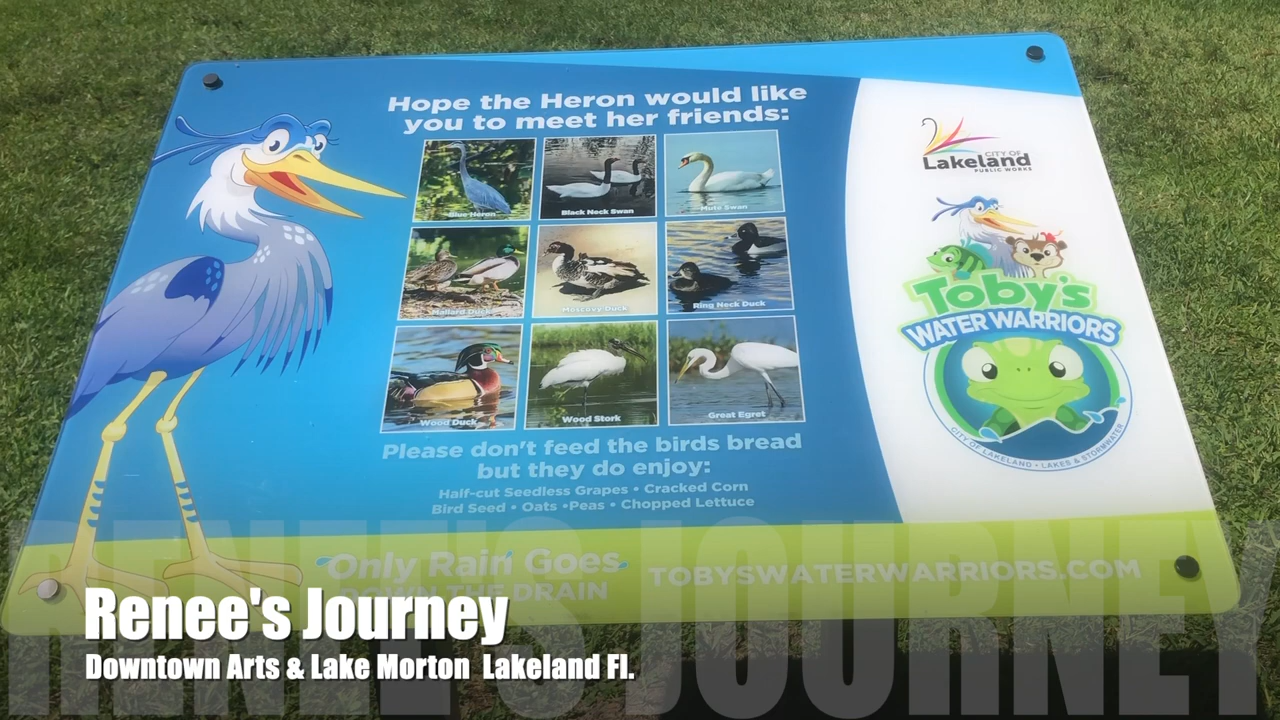 Hope the Heron would like
you to meet her friends:
Blue Heron
Black Neck Swan
Mute Swan
Mallard Duck
Muscovy Duck
Ring Neck Duck
Wood Duck
Wood Stork
Great Egret
Please don't feed the birds bread
but they do enjoy:
Half-cut Seedless Grapes • Cracked Corn
Bird Seed • Oats •Peas • Chopped Lettuce
CITY OF
Lakeland
PUBLIC WORKS
Toby's
WATER WARRIORS
CITY OF LAKELAND • LAKES & STORMWATER
Only Rain Goes
DOWN THE DRAIN
TOBYSWATERWARRIORS.COM
RENEE'S JOURNEY
Renee's Journey
Downtown Arts & Lake Morton Lakeland Fl.